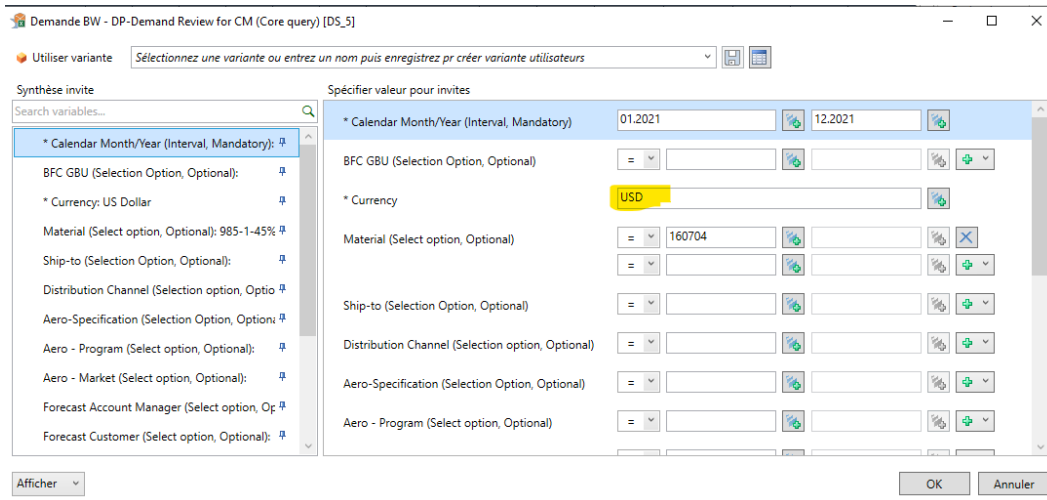 Demande BW - DP-Demand Review for CM (Core query) [DS_5]
Utiliser variante
Sélectionnez une variante ou entrez un nom puis enregistrez pr créer variante utilisateurs
Synthèse invite
Spécifier valeur pour invites
Search variables...
* Calendar Month/Year (Interval, Mandatory):
BFC GBU (Selection Option, Optional):
* Currency: US Dollar
Material (Select option, Optional): 985-1-45%
Ship-to (Selection Option, Optional):
Distribution Channel (Selection option, Optio
Aero-Specification (Selection Option, Optiona
Aero - Program (Select option, Optional):
Aero - Market (Select option, Optional):
Forecast Account Manager (Select option, Op
Forecast Customer (Select option, Optional):
* Calendar Month/Year (Interval, Mandatory) 01.2021 12.2021
BFC GBU (Selection Option, Optional) =
* Currency USD
Material (Select option, Optional) = 160704
=
Ship-to (Selection Option, Optional) =
Distribution Channel (Selection option, Optional) =
Aero-Specification (Selection Option, Optional) =
Aero - Program (Select option, Optional) =
Afficher
OK
Annuler